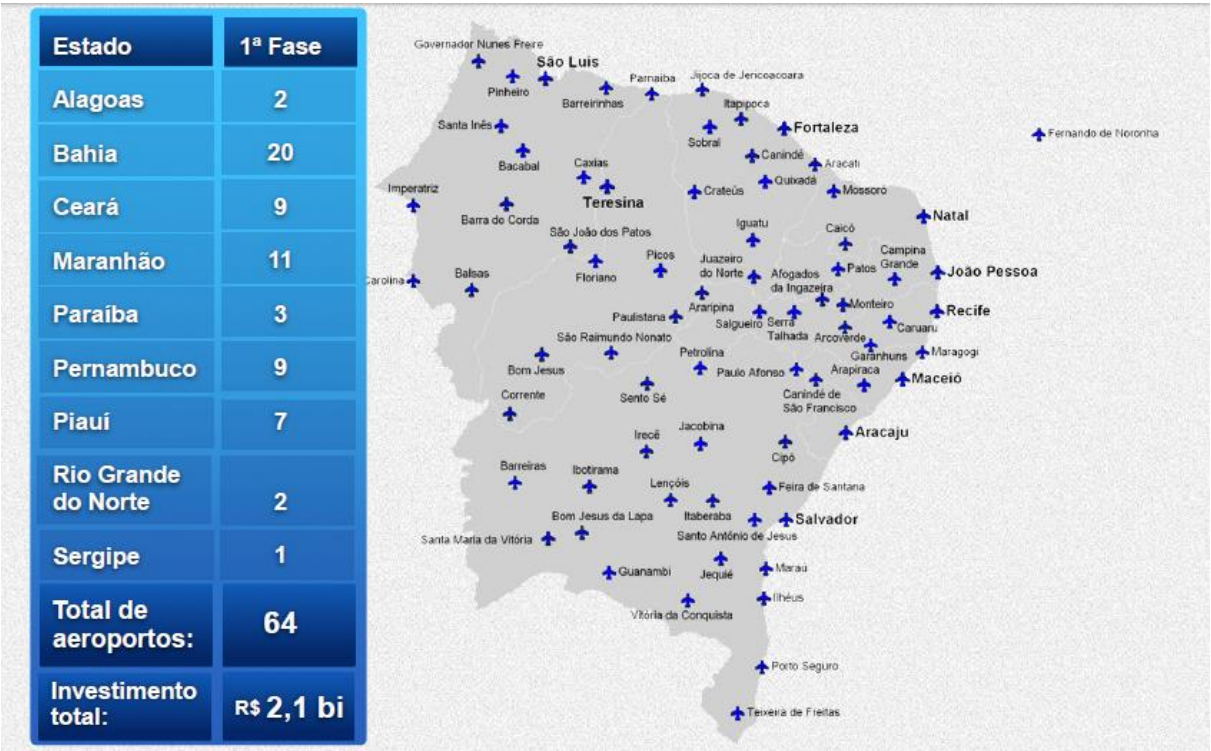 Estado 1ª Fase
Alagoas 2
Bahia 20
Ceará 9
Maranhão 11
Paraíba 3
Pernambuco 9
Piauí 7
Rio Grande
do Norte 2
Sergipe 1
Total de
aeroportos: 64
Investimento
total: R$ 2,1 bi
Governador Nunes Freire
São Luis
Pinheiro
Barreirinhas
Parnaíba
Jijoca de Jericoacoara
Itapipoca
Fortaleza
Fernando de Noronha
Santa Inês
Sobral
Bacabal
Caxias
Canindé
Aracati
Imperatriz
Teresina
Crateús
Quixadá
Mossoró
Barra do Corda
Natal
São João dos Patos
Iguatu
Caicó
Campina
Grande
Carolina
Balsas
Floriano
Picos
Juazeiro
do Norte
Afogados
da Ingazeira
Patos
João Pessoa
Paulistana
Araripina
Salgueiro
Serra
Talhada
Monteiro
Arcoverde
Caruaru
Recife
São Raimundo Nonato
Garanhuns
Maragogi
Bom Jesus
Petrolina
Paulo Afonso
Arapiraca
Maceió
Corrente
Sento Sé
Canindé de
São Francisco
Irecê
Jacobina
Cipó
Aracaju
Barreiras
Ibotirama
Lençóis
Feira de Santana
Bom Jesus da Lapa
Itaberaba
Salvador
Santa Maria da Vitória
Santo Antônio de Jesus
Guanambi
Jequié
Maraú
Vitória da Conquista
Ilhéus
Porto Seguro
Teixeira de Freitas